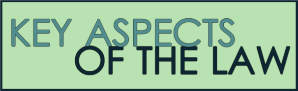 KEY ASPECTS
OF THE LAW